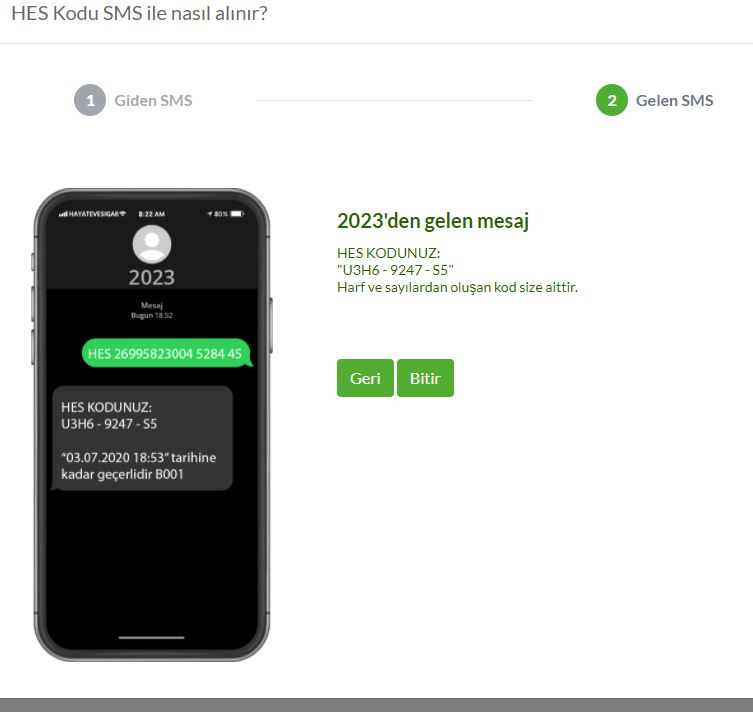 HES Kodu SMS ile nasıl alınır?
1 Giden SMS
2 Gelen SMS
HAYATEVESIGAR 8:22 AM 80%
2023
Mesaj
Bugün 18:52
HES 26995823004 5284 45
HES KODUNUZ:
U3H6 - 9247 - S5
“03.07.2020 18:53” tarihine
kadar geçerlidir B001
2023'den gelen mesaj
HES KODUNUZ:
"U3H6 - 9247 - S5"
Harf ve sayılardan oluşan kod size aittir.
Geri Bitir